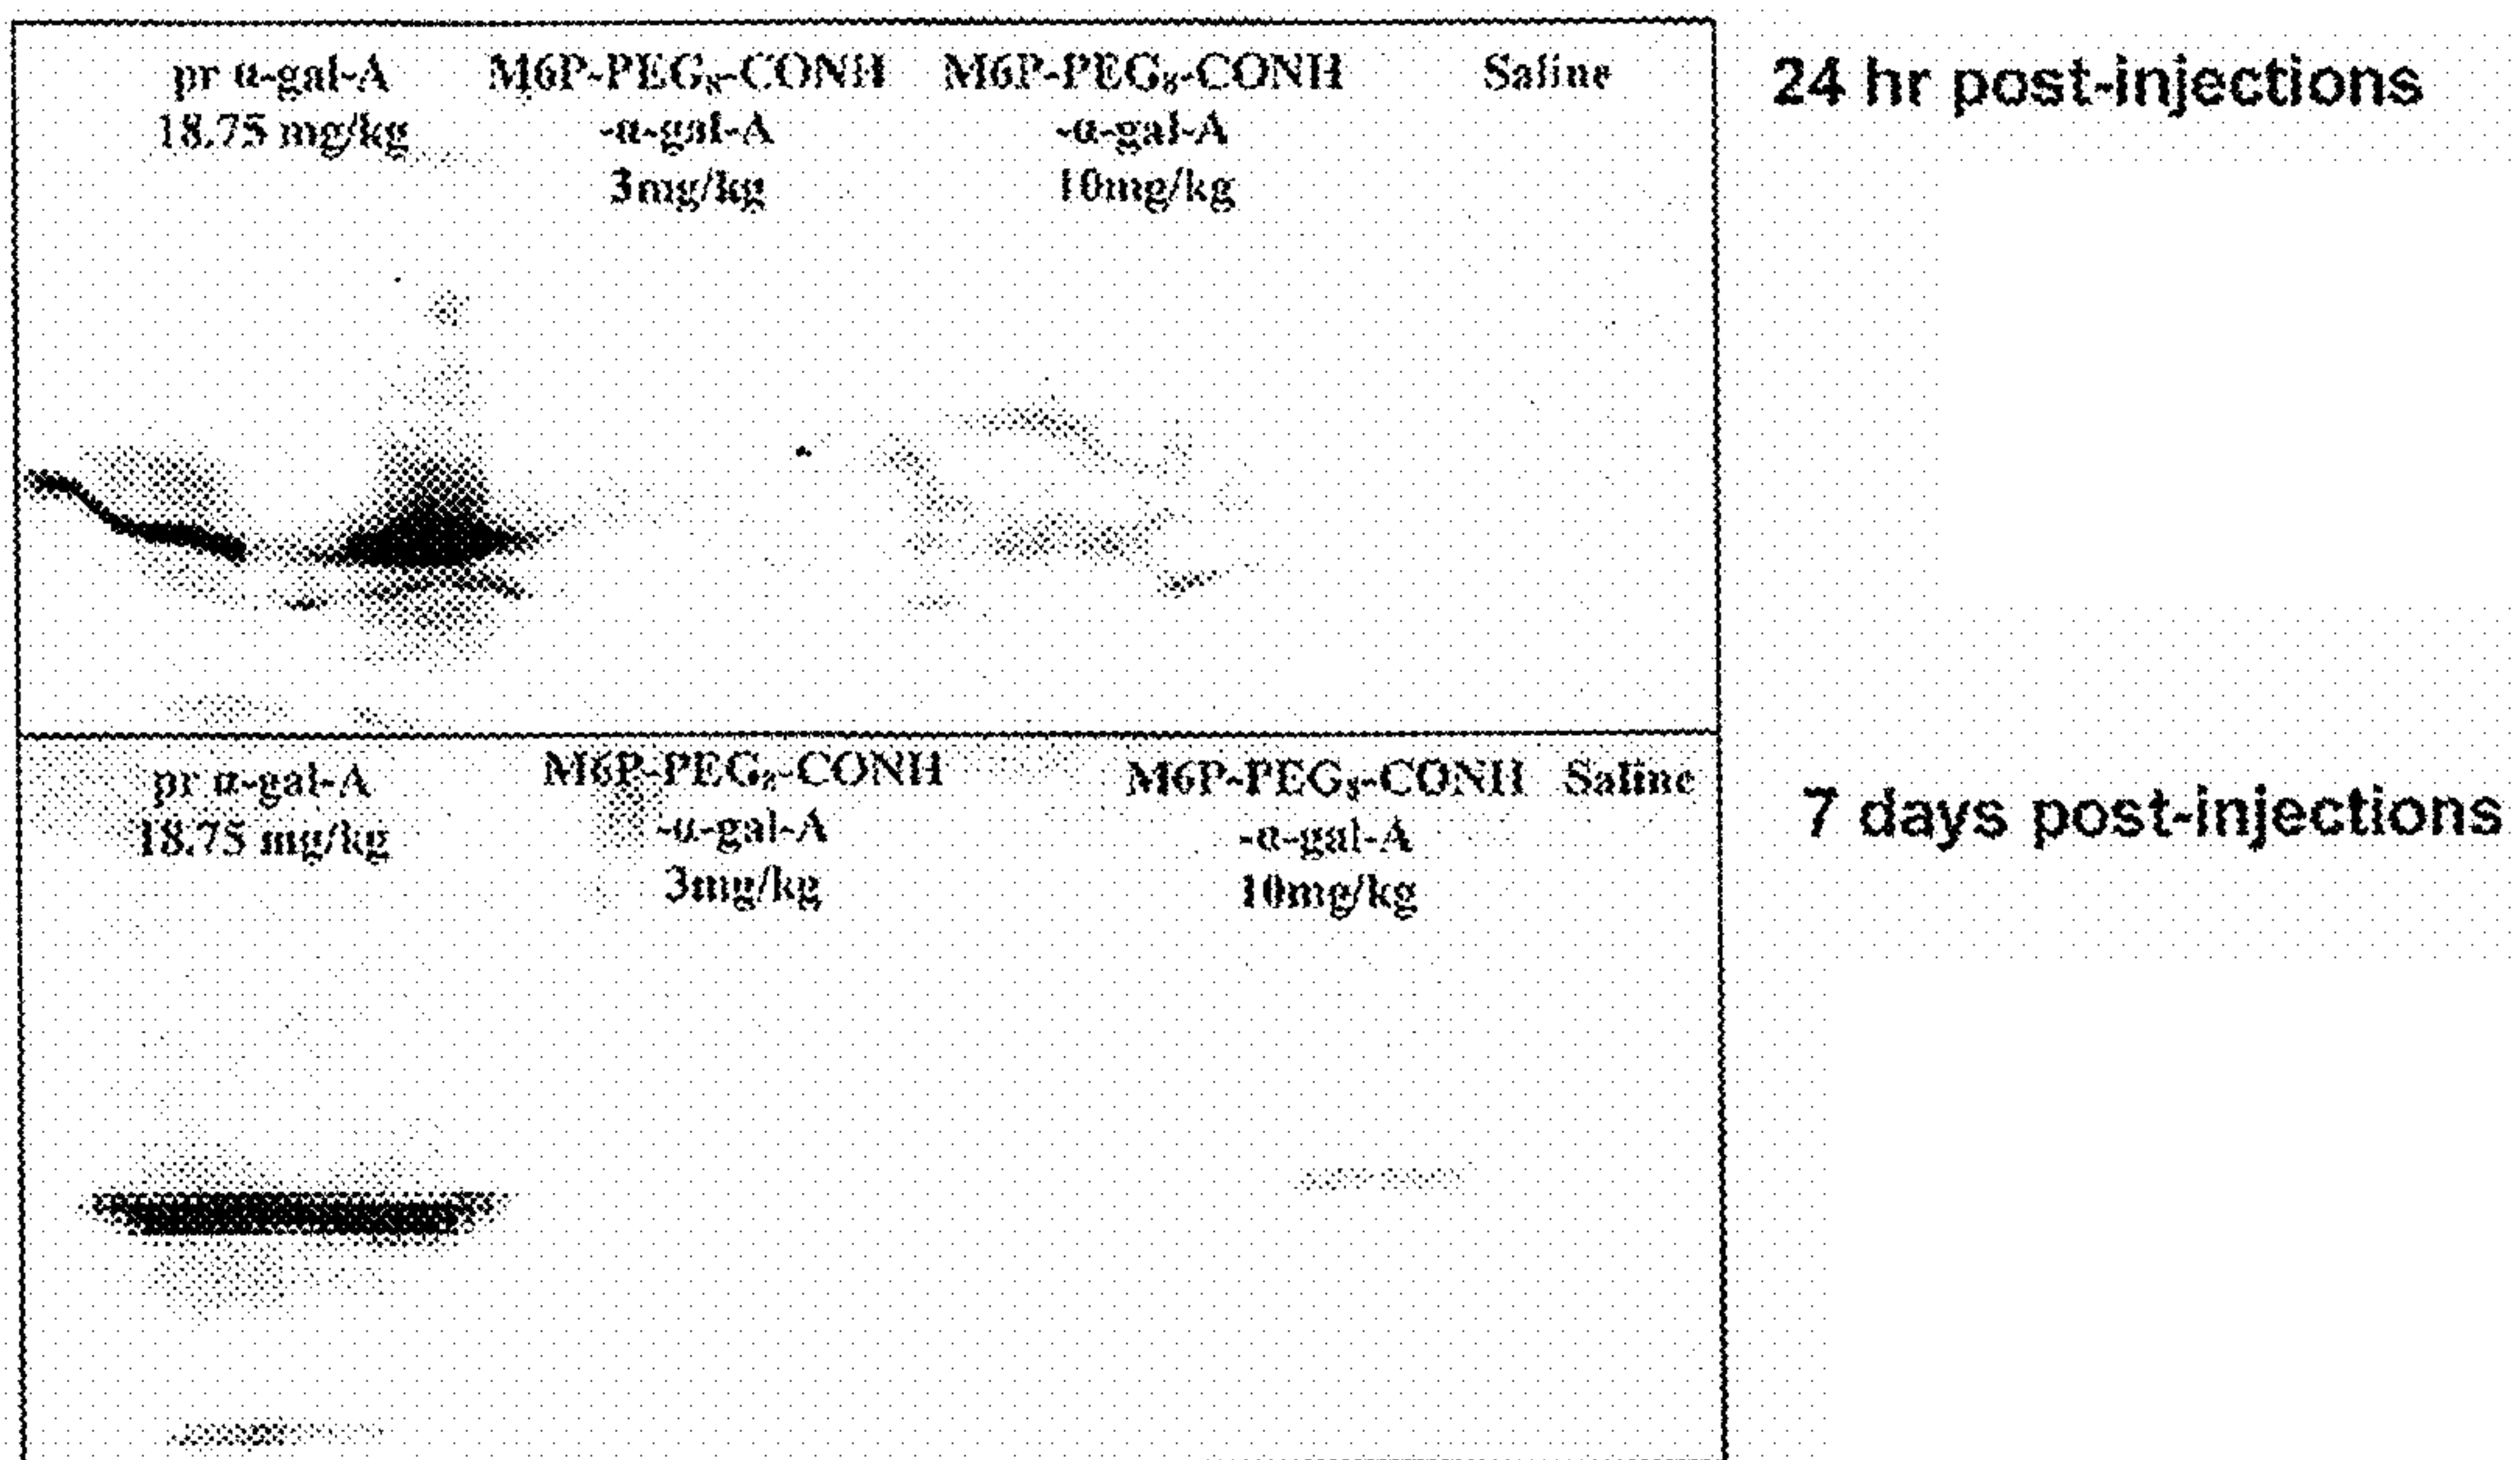 pr α-gal-A
18.75 mg/kg
M6P-PEG₈-CONH
-α-gal-A
3mg/kg
M6P-PEG₈-CONH
-α-gal-A
10mg/kg
Saline
24 hr post-injections
pr α-gal-A
18.75 mg/kg
M6P-PEG₈-CONH
-α-gal-A
3mg/kg
M6P-PEG₈-CONH
-α-gal-A
10mg/kg
Saline
7 days post-injections